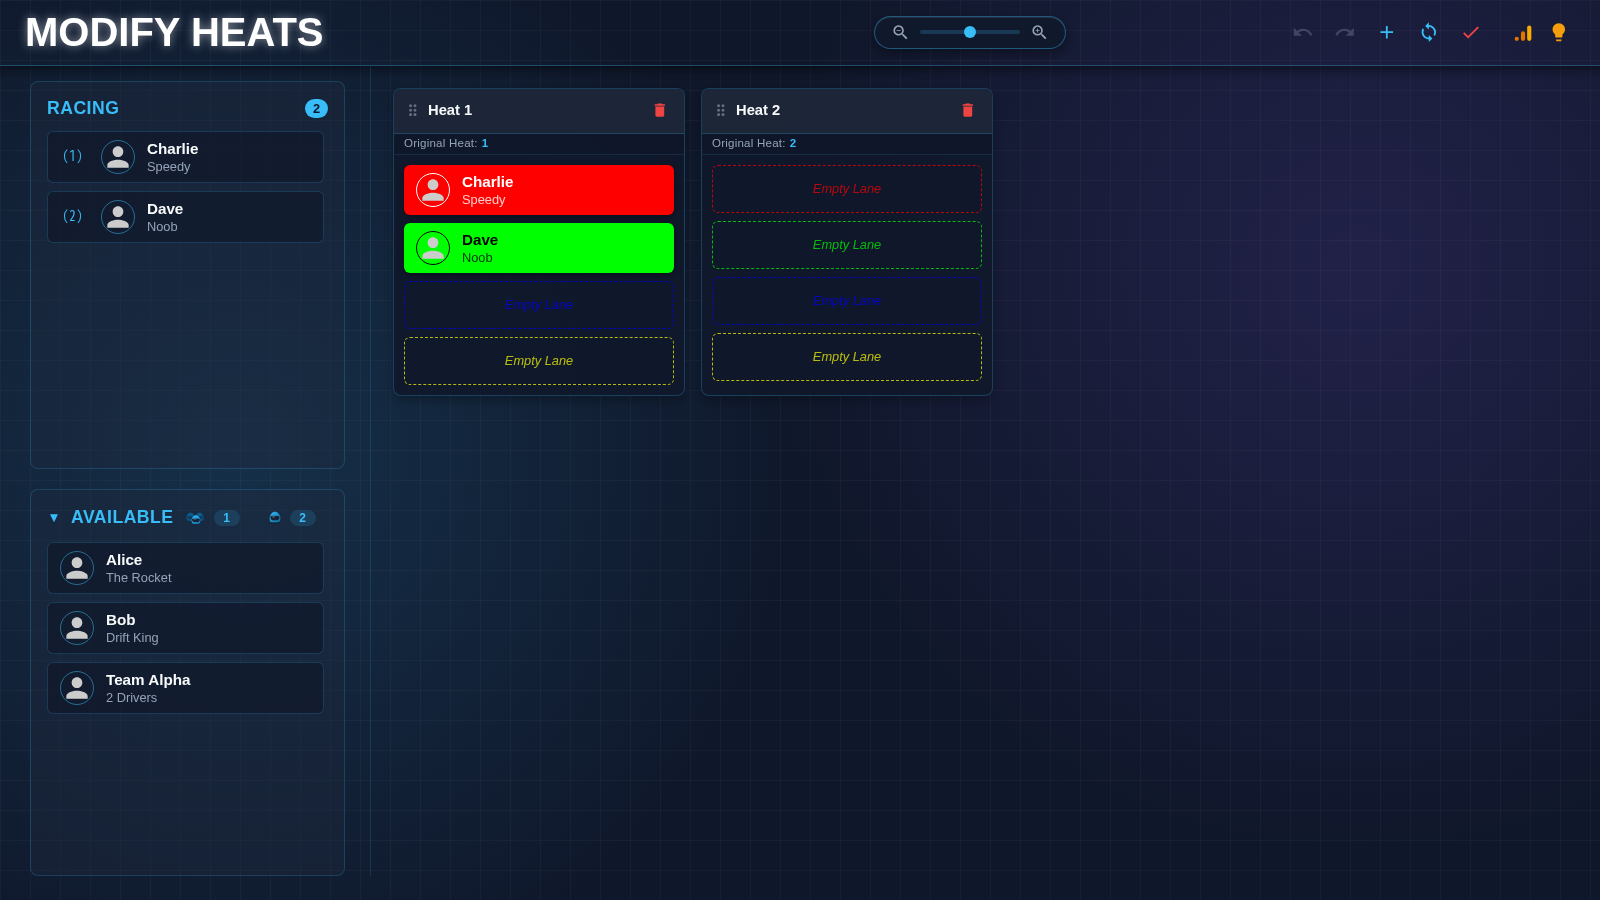 MODIFY HEATS
RACING
2
(1)
Charlie
Speedy
(2)
Dave
Noob
▼ AVAILABLE 1 2
Alice
The Rocket
Bob
Drift King
Team Alpha
2 Drivers
Heat 1
Original Heat: 1
Charlie
Speedy
Dave
Noob
Empty Lane
Empty Lane
Heat 2
Original Heat: 2
Empty Lane
Empty Lane
Empty Lane
Empty Lane